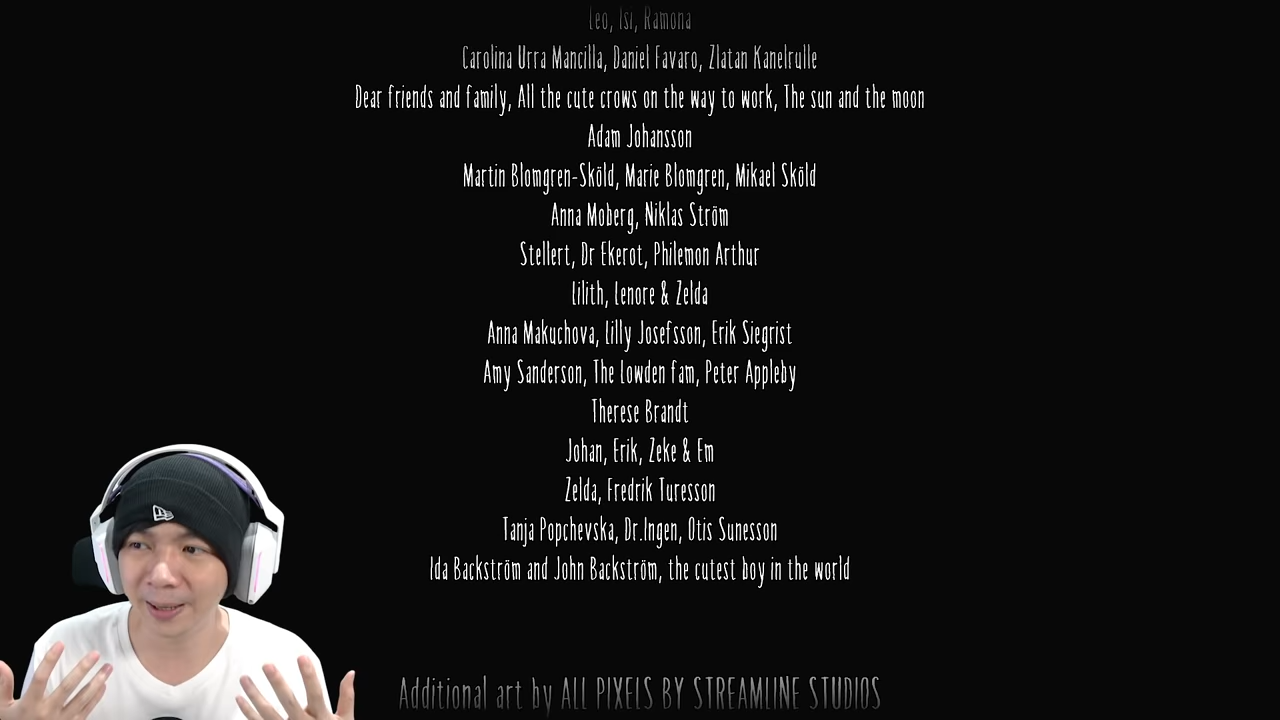 Leo, Isi, Ramona
Carolina Urra Mancilla, Daniel Favaro, Zlatan Kanelrulle
Dear friends and family, All the cute crows on the way to work, The sun and the moon
Adam Johansson
Martin Blomgren-Sköld, Marie Blomgren, Mikael Sköld
Anna Moberg, Niklas Ström
Stellert, Dr Ekerot, Philemon Arthur
Lilith, Lenore & Zelda
Anna Makuchova, Lilly Josefsson, Erik Siegrist
Amy Sanderson, The Lowden fam, Peter Appleby
Therese Brandt
Johan, Erik, Zeke & Em
Zelda, Fredrik Turesson
Tanja Popchevska, Dr.Ingen, Otis Sunesson
Ida Backström and John Backström, the cutest boy in the world
Additional art by ALL PIXELS BY STREAMLINE STUDIOS